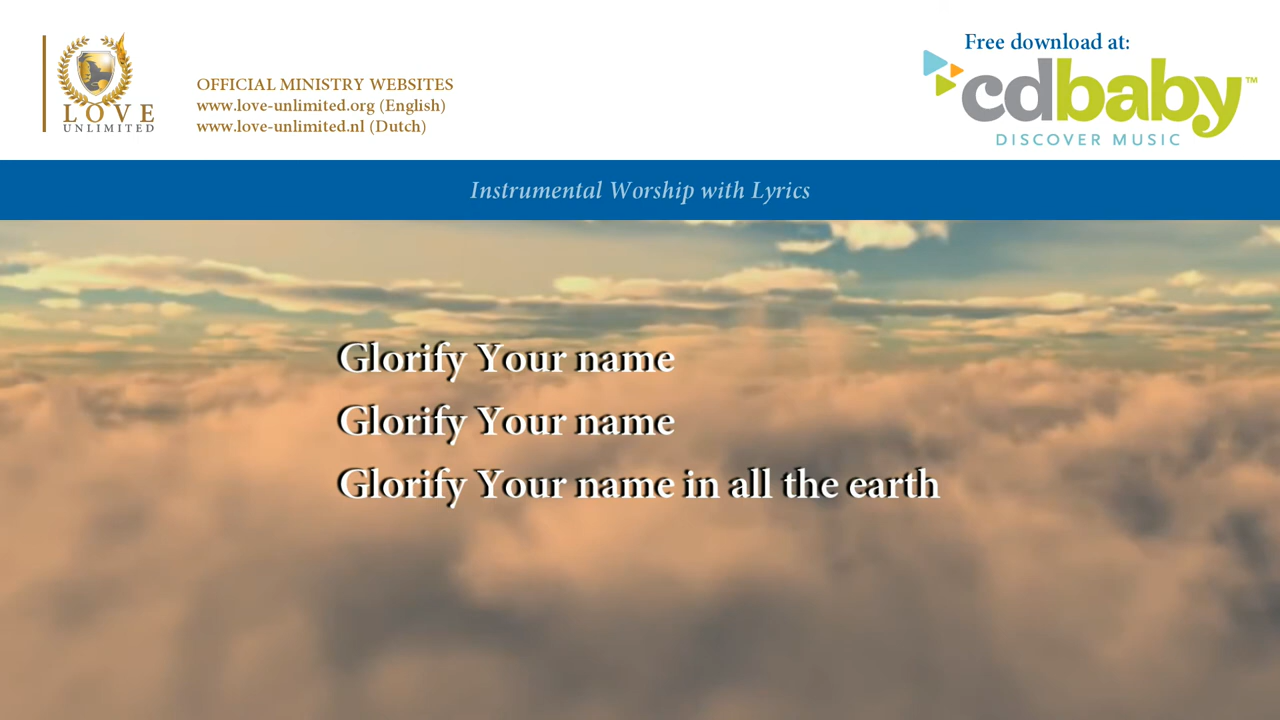 LOVE
UNLIMITED
OFFICIAL MINISTRY WEBSITES
www.love-unlimited.org (English)
www.love-unlimited.nl (Dutch)
Free download at:
cdbaby™
DISCOVER MUSIC
Instrumental Worship with Lyrics
Glorify Your name
Glorify Your name
Glorify Your name in all the earth